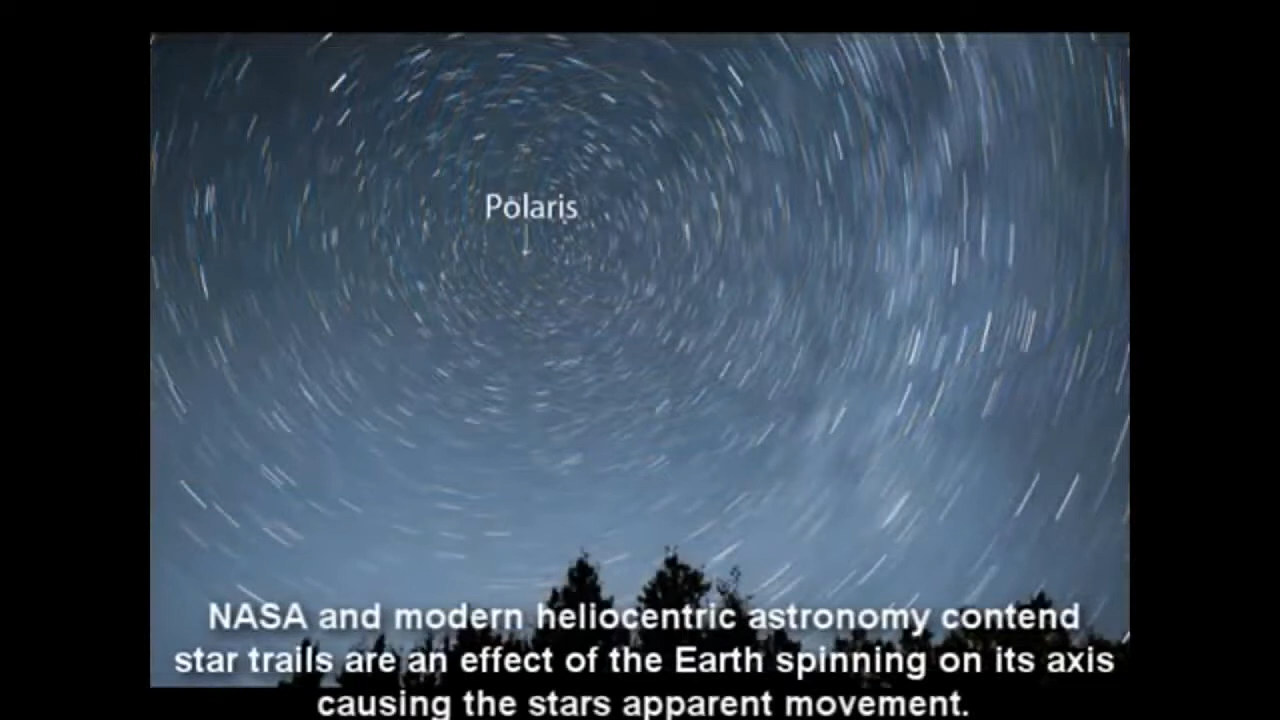 Polaris
NASA and modern heliocentric astronomy contend
star trails are an effect of the Earth spinning on its axis
causing the stars apparent movement.